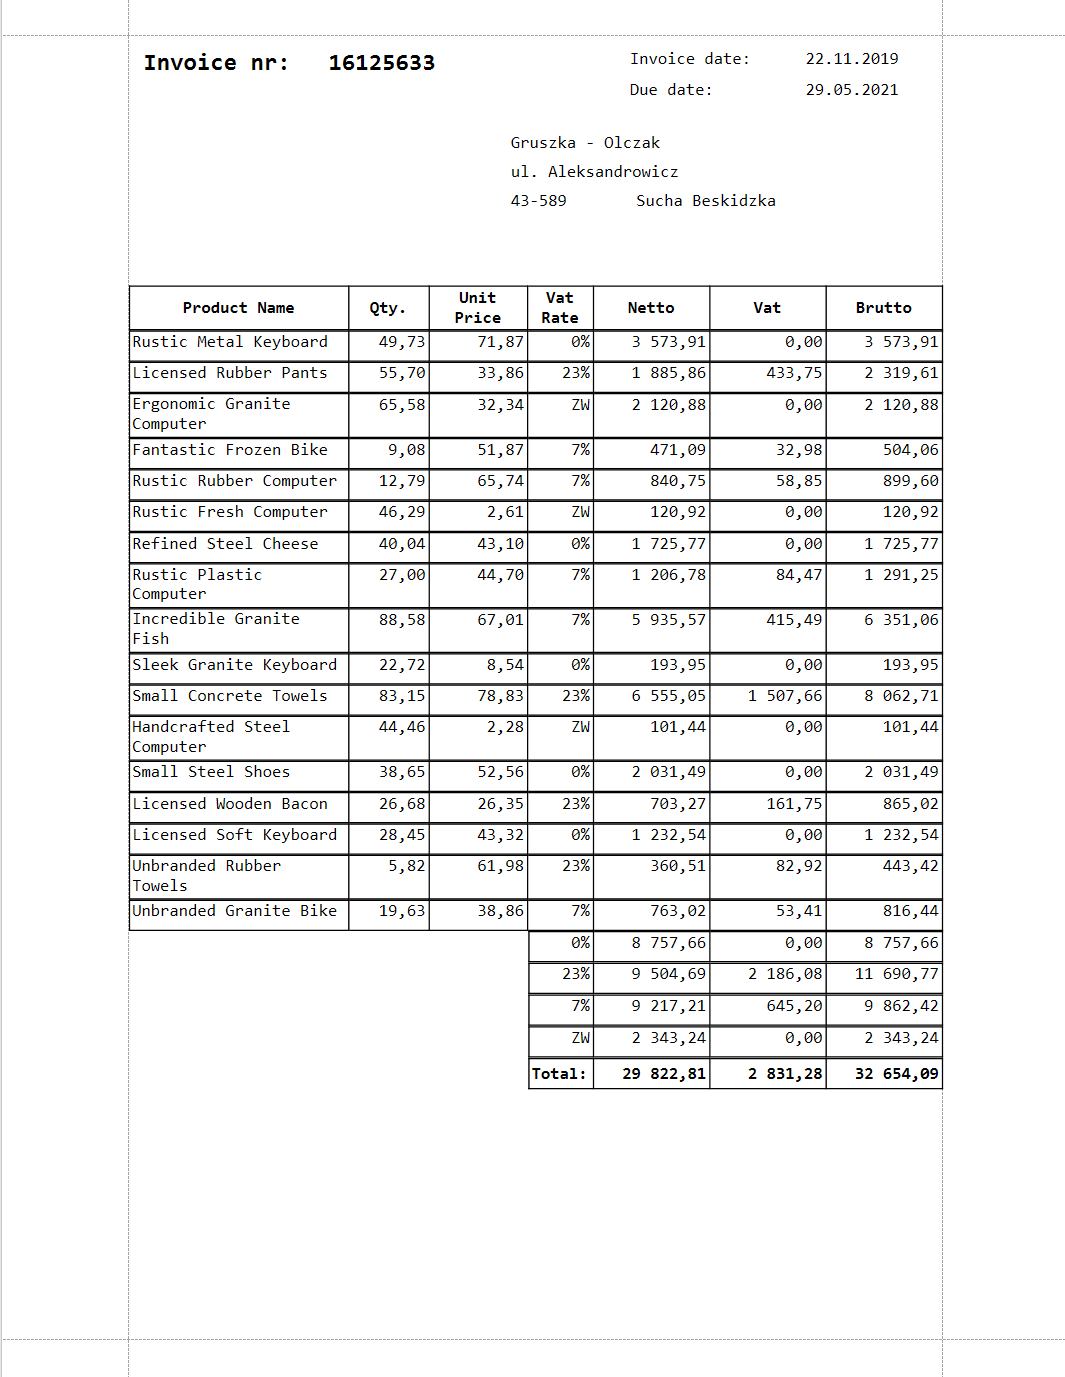 Invoice nr: 16125633 Invoice date: 22.11.2019
Due date: 29.05.2021
Gruszka - Olczak
ul. Aleksandrowicz
43-589 Sucha Beskidzka
Product Name Qty. Unit Price Vat Rate Netto Vat Brutto
Rustic Metal Keyboard 49,73 71,87 0% 3 573,91 0,00 3 573,91
Licensed Rubber Pants 55,70 33,86 23% 1 885,86 433,75 2 319,61
Ergonomic Granite Computer 65,58 32,34 ZW 2 120,88 0,00 2 120,88
Fantastic Frozen Bike 9,08 51,87 7% 471,09 32,98 504,06
Rustic Rubber Computer 12,79 65,74 7% 840,75 58,85 899,60
Rustic Fresh Computer 46,29 2,61 ZW 120,92 0,00 120,92
Refined Steel Cheese 40,04 43,10 0% 1 725,77 0,00 1 725,77
Rustic Plastic Computer 27,00 44,70 7% 1 206,78 84,47 1 291,25
Incredible Granite Fish 88,58 67,01 7% 5 935,57 415,49 6 351,06
Sleek Granite Keyboard 22,72 8,54 0% 193,95 0,00 193,95
Small Concrete Towels 83,15 78,83 23% 6 555,05 1 507,66 8 062,71
Handcrafted Steel Computer 44,46 2,28 ZW 101,44 0,00 101,44
Small Steel Shoes 38,65 52,56 0% 2 031,49 0,00 2 031,49
Licensed Wooden Bacon 26,68 26,35 23% 703,27 161,75 865,02
Licensed Soft Keyboard 28,45 43,32 0% 1 232,54 0,00 1 232,54
Unbranded Rubber Towels 5,82 61,98 23% 360,51 82,92 443,42
Unbranded Granite Bike 19,63 38,86 7% 763,02 53,41 816,44
0% 8 757,66 0,00 8 757,66
23% 9 504,69 2 186,08 11 690,77
7% 9 217,21 645,20 9 862,42
ZW 2 343,24 0,00 2 343,24
Total: 29 822,81 2 831,28 32 654,09